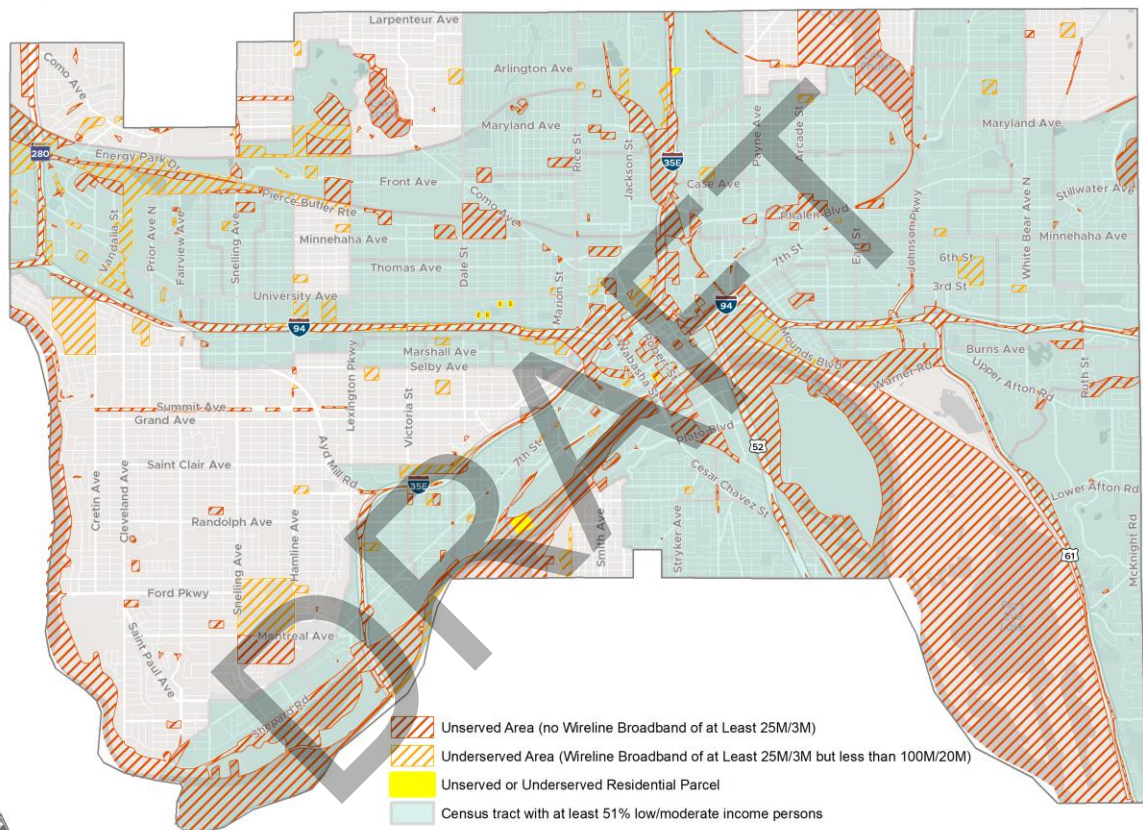 Larpenteur Ave
Como Ave
Arlington Ave
Maryland Ave
Maryland Ave
Rice St
Jackson St
Payne Ave
Arcade St
280
Energy Park Dr
35E
Front Ave
Case Ave
Stillwater Ave
Pierce Butler Rte
Como Ave
Phalen Blvd
Vandalia St
Prior Ave N
Fairview Ave
Snelling Ave
Minnehaha Ave
Dale St
7th St
Earl St
Johnson Pkwy
White Bear Ave N
Minnehaha Ave
Thomas Ave
6th St
3rd St
University Ave
Marion St
94
94
Marshall Ave
Selby Ave
Lexington Pkwy
Victoria St
Robert St
Wabasha St
Mounds Blvd
Warner Rd
Burns Ave
Upper Afton Rd
Ruth St
Summit Ave
Grand Ave
Ayd Mill Rd
7th St
Plato Blvd
52
Saint Clair Ave
35E
Cesar Chavez St
Cretin Ave
Cleveland Ave
Randolph Ave
Hamline Ave
Smith Ave
Stryker Ave
Lower Afton Rd
McKnight Rd
61
Ford Pkwy
Snelling Ave
Montreal Ave
Saint Paul Ave
Shepard Rd
DRAFT
Unserved Area (no Wireline Broadband of at Least 25M/3M)
Underserved Area (Wireline Broadband of at Least 25M/3M but less than 100M/20M)
Unserved or Underserved Residential Parcel
Census tract with at least 51% low/moderate income persons